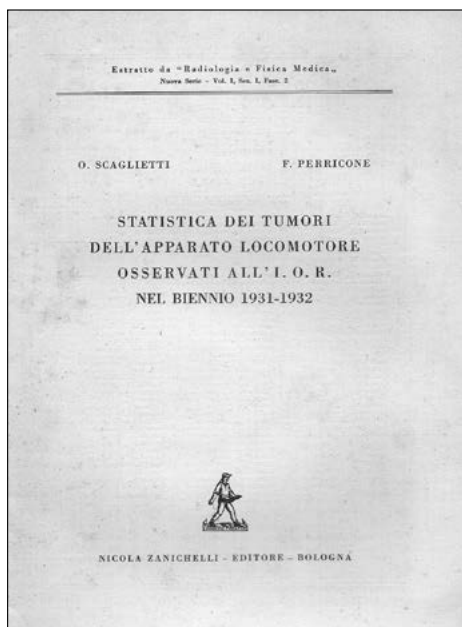 Estratto da "Radiologia e Fisica Medica„
Nuova Serie - Vol. I, Sez. I, Fasc. 2
O. SCAGLIETTI F. PERRICONE
STATISTICA DEI TUMORI
DELL'APPARATO LOCOMOTORE
OSSERVATI ALL'I. O. R.
NEL BIENNIO 1931-1932
NICOLA ZANICHELLI - EDITORE - BOLOGNA